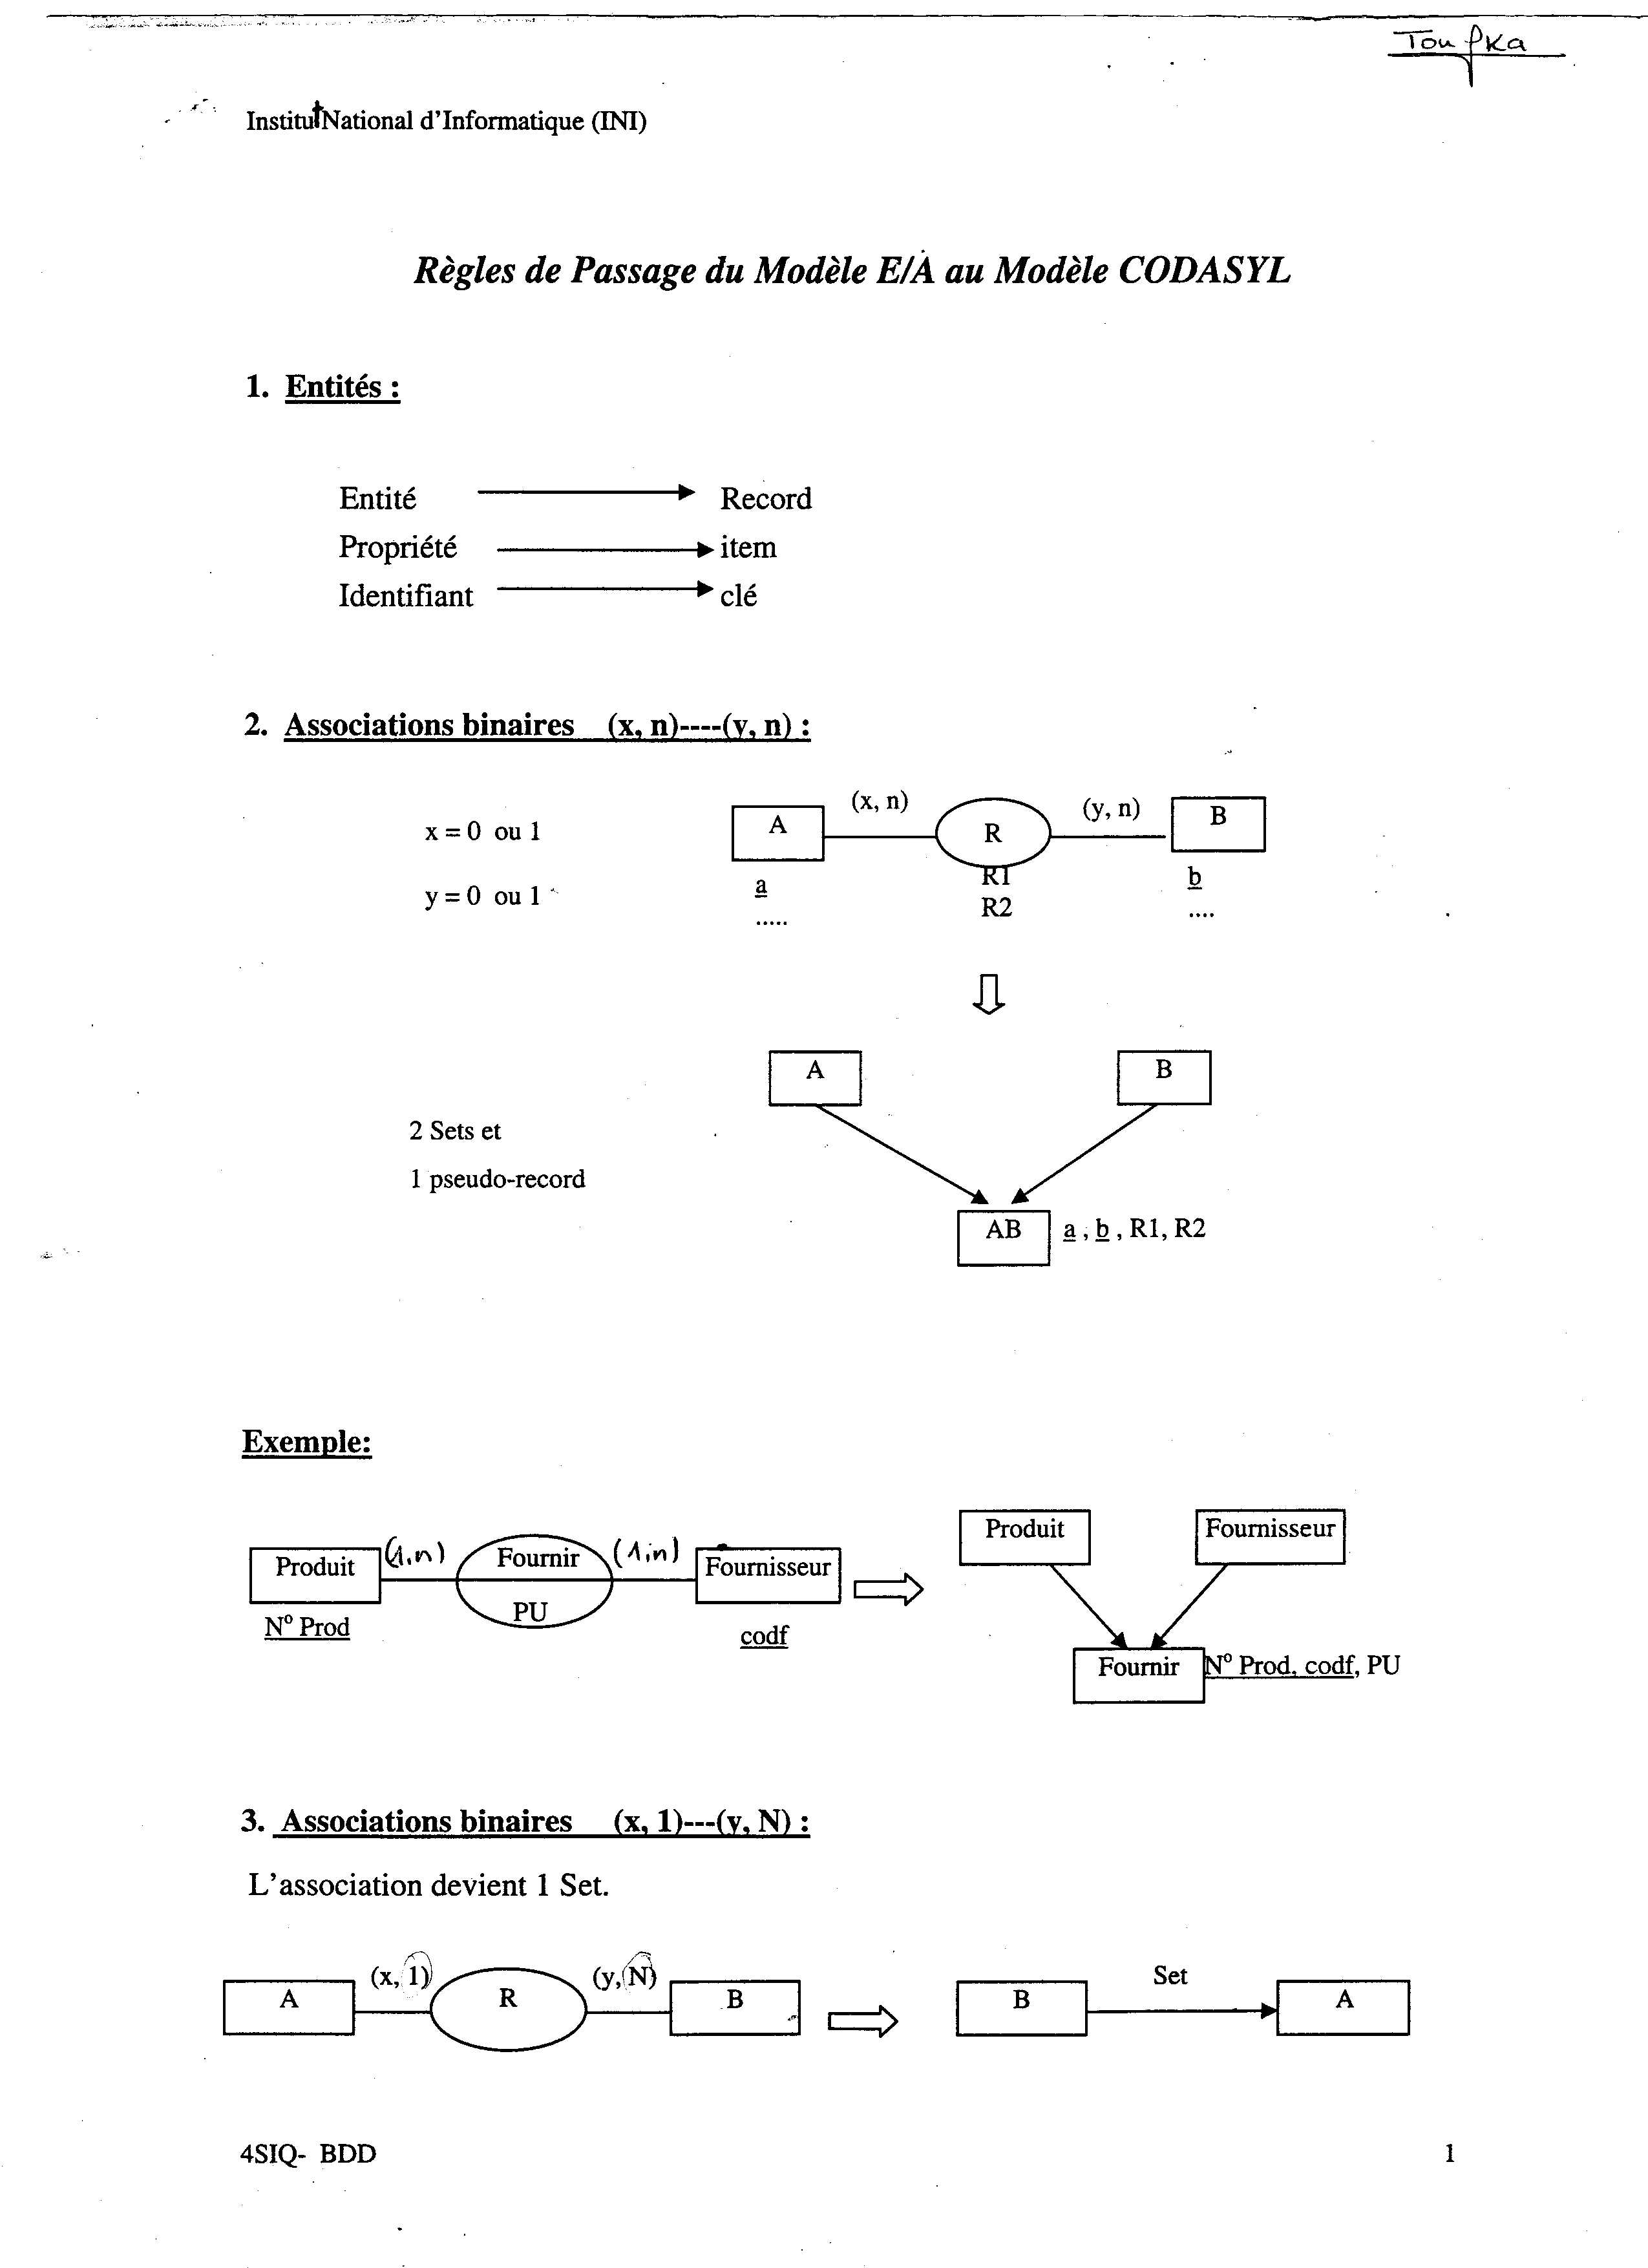 Toufka
Institut National d'Informatique (INI)
Règles de Passage du Modèle E/A au Modèle CODASYL
1. Entités :
Entité Record
Propriété item
Identifiant clé
2. Associations binaires (x, n)----(y, n) :
x = 0 ou 1
A (x, n) R (y, n) B
y = 0 ou 1
a R1 b
..... R2 ....
A B
2 Sets et
1 pseudo-record
AB a , b , R1, R2
Exemple:
Produit (1,n) Fournir (1,n) Fournisseur
PU
N° Prod codf
Produit Fournisseur
Fournir N° Prod, codf, PU
3. Associations binaires (x, 1)---(y, N) :
L'association devient 1 Set.
A (x, 1) R (y, N) B B Set A
4SIQ- BDD 1